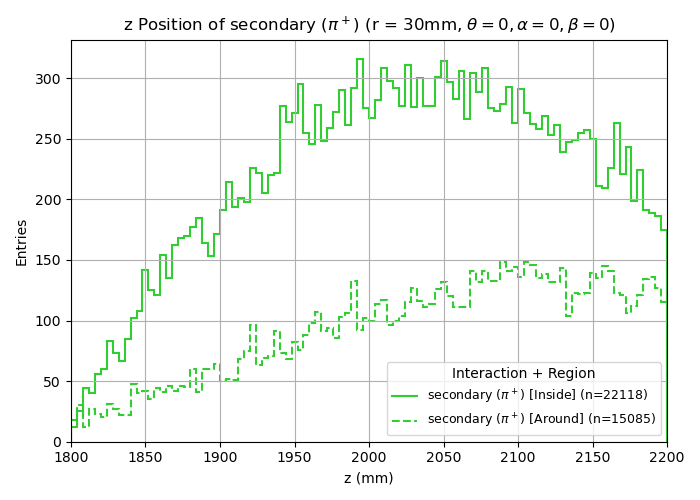 z Position of secondary (π⁺) (r = 30mm, θ = 0, α = 0, β = 0)
Entries
300
250
200
150
100
50
0
1800 1850 1900 1950 2000 2050 2100 2150 2200
z (mm)
Interaction + Region
secondary (π⁺) [Inside] (n=22118)
secondary (π⁺) [Around] (n=15085)